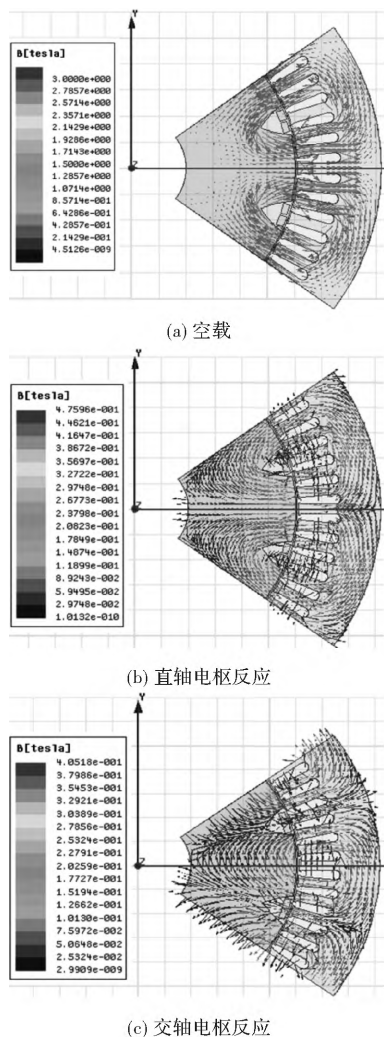 Y
B[tesla]
3.0000e+000
2.7857e+000
2.5714e+000
2.3571e+000
2.1429e+000
1.9286e+000
1.7143e+000
1.5000e+000
1.2857e+000
1.0714e+000
8.5714e-001
6.4286e-001
4.2857e-001
2.1429e-001
4.5126e-009
Z
(a) 空载
Y
B[tesla]
4.7596e-001
4.4621e-001
4.1647e-001
3.8672e-001
3.5697e-001
3.2722e-001
2.9748e-001
2.6773e-001
2.3798e-001
2.0823e-001
1.7849e-001
1.4874e-001
1.1899e-001
8.9243e-002
5.9495e-002
2.9748e-002
1.0132e-010
Z
(b) 直轴电枢反应
Y
B[tesla]
4.0518e-001
3.7986e-001
3.5453e-001
3.2921e-001
3.0389e-001
2.7856e-001
2.5324e-001
2.2791e-001
2.0259e-001
1.7727e-001
1.5194e-001
1.2662e-001
1.0130e-001
7.5972e-002
5.0648e-002
2.5324e-002
2.9909e-009
Z
(c) 交轴电枢反应